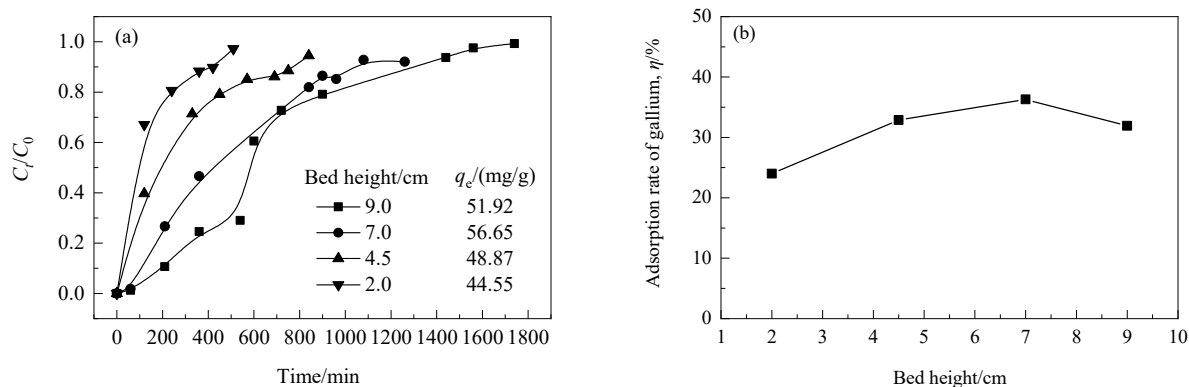 (a)
1.0
0.8
0.6
0.4
0.2
0.0
Cₜ/C₀
Bed height/cm qₑ/(mg/g)
9.0 51.92
7.0 56.65
4.5 48.87
2.0 44.55
0 200 400 600 800 1000 1200 1400 1600 1800
Time/min
(b)
50
40
30
20
10
0
Adsorption rate of gallium, η/%
1 2 3 4 5 6 7 8 9 10
Bed height/cm